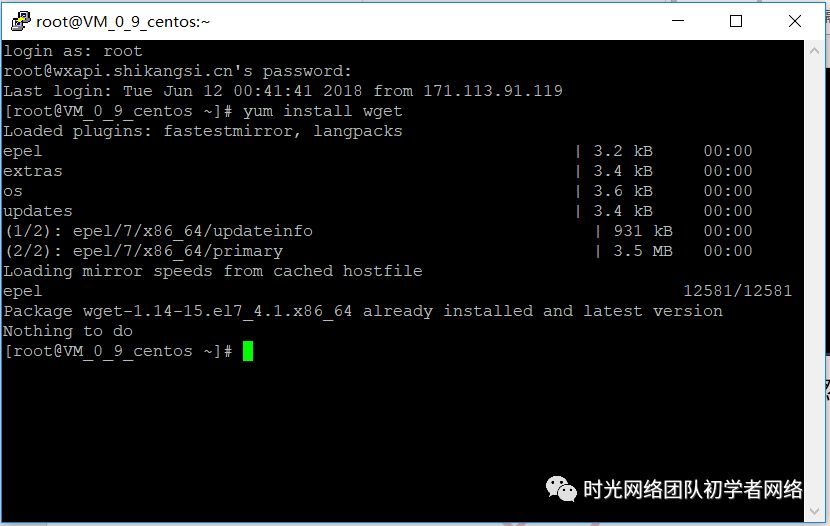 root@VM_0_9_centos:~
login as: root
root@wxapi.shikangsi.cn's password:
Last login: Tue Jun 12 00:41:41 2018 from 171.113.91.119
[root@VM_0_9_centos ~]# yum install wget
Loaded plugins: fastestmirror, langpacks
epel | 3.2 kB 00:00
extras | 3.4 kB 00:00
os | 3.6 kB 00:00
updates | 3.4 kB 00:00
(1/2): epel/7/x86_64/updateinfo | 931 kB 00:00
(2/2): epel/7/x86_64/primary | 3.5 MB 00:00
Loading mirror speeds from cached hostfile
epel 12581/12581
Package wget-1.14-15.el7_4.1.x86_64 already installed and latest version
Nothing to do
[root@VM_0_9_centos ~]#
时光网络团队初学者网络